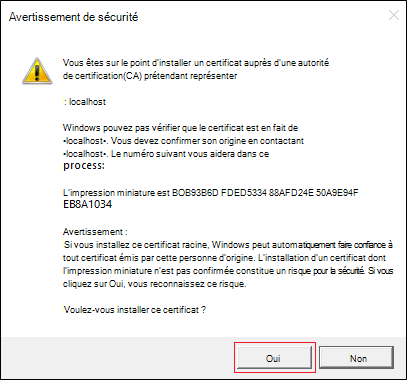 Avertissement de sécurité
Vous êtes sur le point d'installer un certificat auprès d'une autorité
de certification(CA) prétendant représenter
: localhost
Windows pouvez pas vérifier que le certificat est en fait de
•localhost•. Vous devez confirmer son origine en contactant
•localhost•. Le numéro suivant vous aidera dans ce
process:
L'impression miniature est BOB93B6D FDED5334 88AFD24E 50A9E94F
EB8A1034
Avertissement :
Si vous installez ce certificat racine, Windows peut automatiquement faire confiance à
tout certificat émis par cette personne d'origine. L'installation d'un certificat dont
l'impression miniature n'est pas confirmée constitue un risque pour la sécurité. Si vous
cliquez sur Oui, vous reconnaissez ce risque.
Voulez-vous installer ce certificat ?
Oui
Non